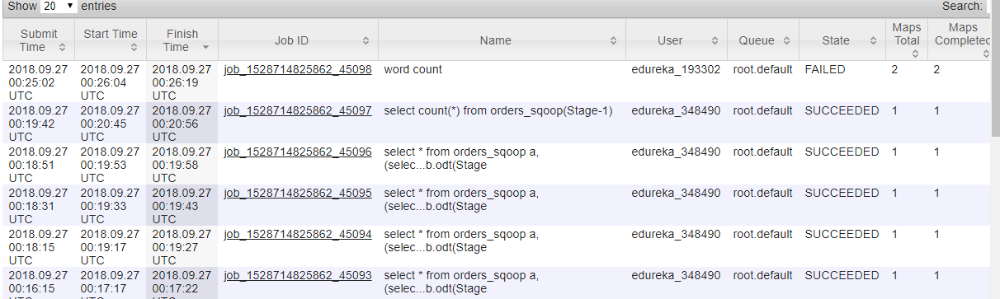 Show 20 entries Search:
Submit Time Start Time Finish Time Job ID Name User Queue State Maps Total Maps Completed
2018.09.27 2018.09.27 2018.09.27 job_1528714825862_45098 word count edureka_193302 root.default FAILED 2 2
00:25:02 00:26:04 00:26:19
UTC UTC UTC
2018.09.27 2018.09.27 2018.09.27 job_1528714825862_45097 select count(*) from orders_sqoop(Stage-1) edureka_348490 root.default SUCCEEDED 1 1
00:19:42 00:20:45 00:20:56
UTC UTC UTC
2018.09.27 2018.09.27 2018.09.27 job_1528714825862_45096 select * from orders_sqoop a, edureka_348490 root.default SUCCEEDED 1 1
00:18:51 00:19:53 00:19:58 (selec...b.odt(Stage
UTC UTC UTC
2018.09.27 2018.09.27 2018.09.27 job_1528714825862_45095 select * from orders_sqoop a, edureka_348490 root.default SUCCEEDED 1 1
00:18:31 00:19:33 00:19:43 (selec...b.odt(Stage
UTC UTC UTC
2018.09.27 2018.09.27 2018.09.27 job_1528714825862_45094 select * from orders_sqoop a, edureka_348490 root.default SUCCEEDED 1 1
00:18:15 00:19:17 00:19:27 (selec...b.odt(Stage
UTC UTC UTC
2018.09.27 2018.09.27 2018.09.27 job_1528714825862_45093 select * from orders_sqoop a, edureka_348490 root.default SUCCEEDED 1 1
00:16:15 00:17:17 00:17:22 (selec...b.odt(Stage
UTC UTC UTC